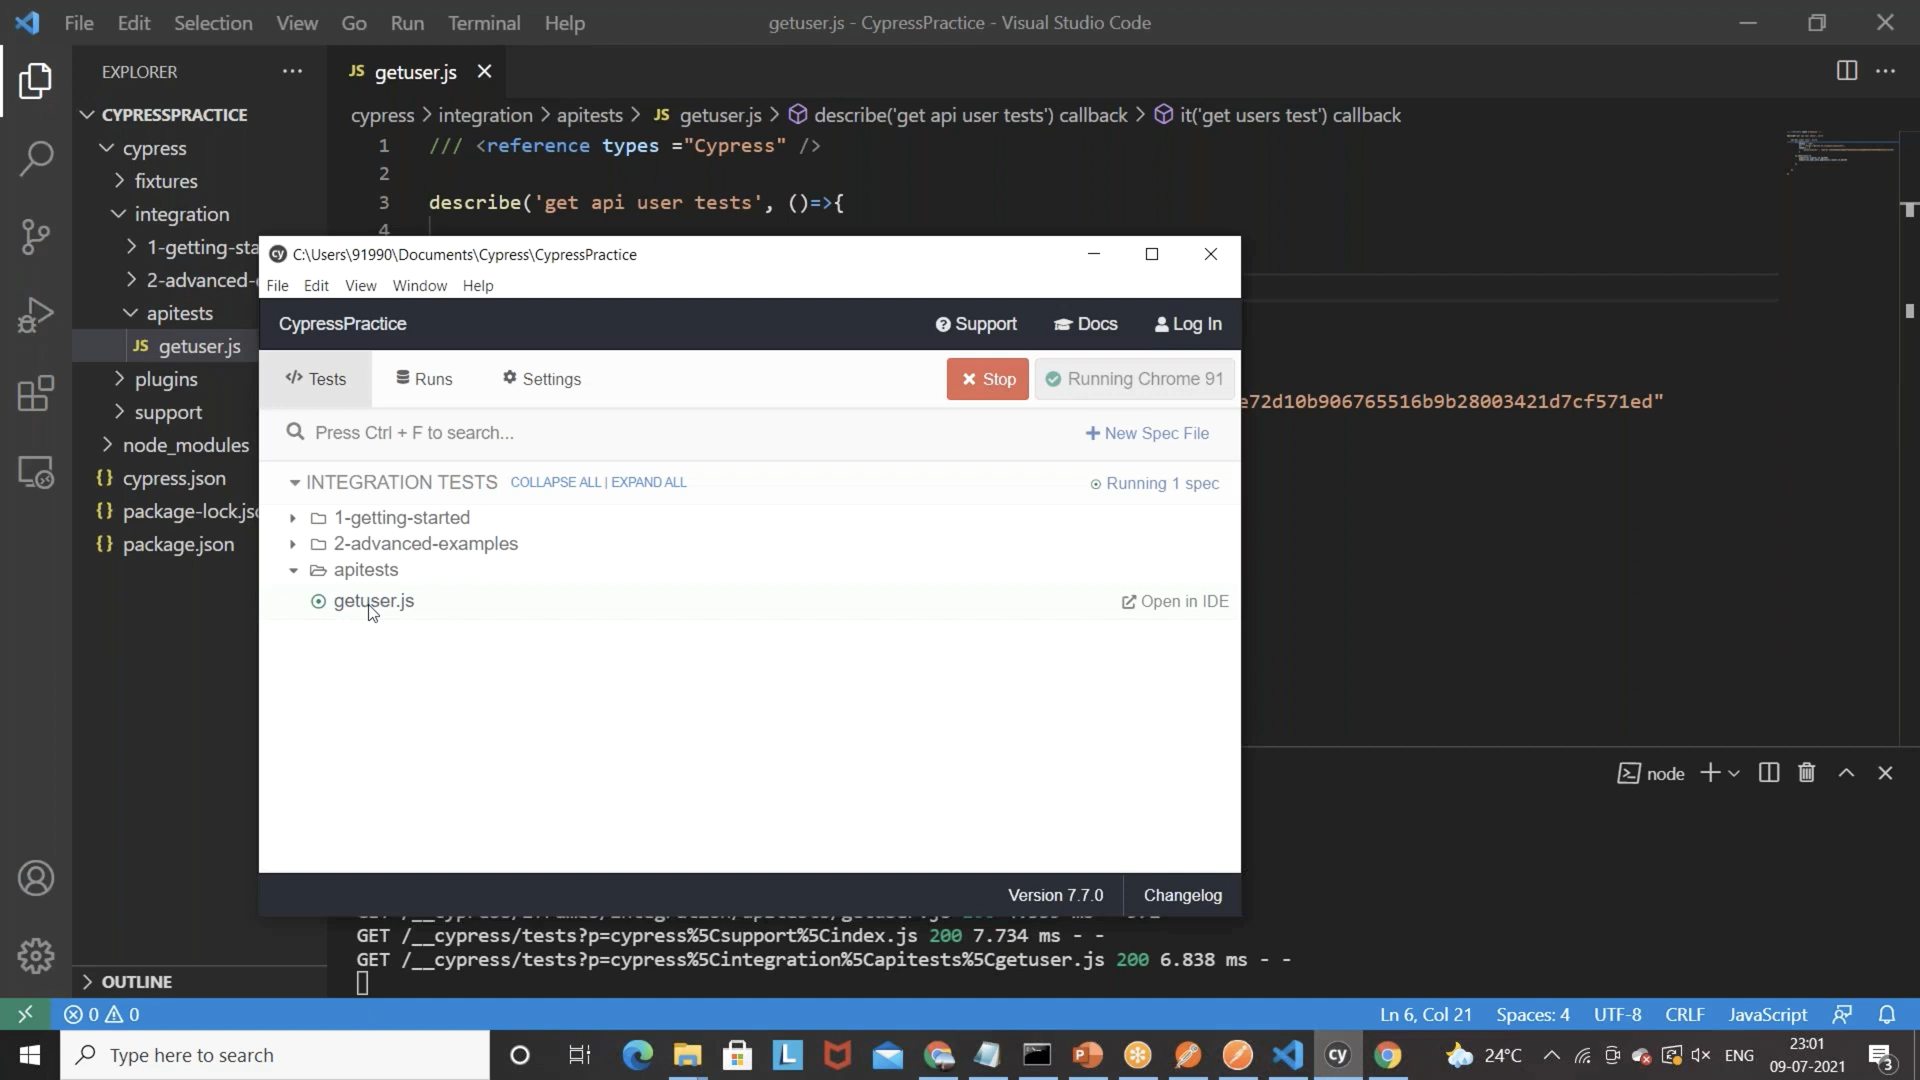 File Edit Selection View Go Run Terminal Help
getuser.js - CypressPractice - Visual Studio Code
EXPLORER
JS getuser.js
CYPRESSPRACTICE
cypress
fixtures
integration
1-getting-sta
2-advanced-
apitests
JS getuser.js
plugins
support
node_modules
{} cypress.json
{} package-lock.jso
{} package.json
OUTLINE
cypress > integration > apitests > JS getuser.js > describe('get api user tests') callback > it('get users test') callback
1 /// <reference types ="Cypress" />
2
3 describe('get api user tests', ()=>{
4
e72d10b906765516b9b28003421d7cf571ed"
cy C:\Users\91990\Documents\Cypress\CypressPractice
File Edit View Window Help
CypressPractice
Support Docs Log In
Tests Runs Settings
Stop Running Chrome 91
Press Ctrl + F to search...
New Spec File
INTEGRATION TESTS COLLAPSE ALL | EXPAND ALL
Running 1 spec
1-getting-started
2-advanced-examples
apitests
getuser.js
Open in IDE
Version 7.7.0 Changelog
node
GET /__cypress/tests?p=cypress%5Csupport%5Cindex.js 200 7.734 ms - -
GET /__cypress/tests?p=cypress%5Cintegration%5Capitests%5Cgetuser.js 200 6.838 ms - -
0 0
Ln 6, Col 21 Spaces: 4 UTF-8 CRLF JavaScript
Type here to search
L
P
cy
24°C
ENG
23:01
09-07-2021
3